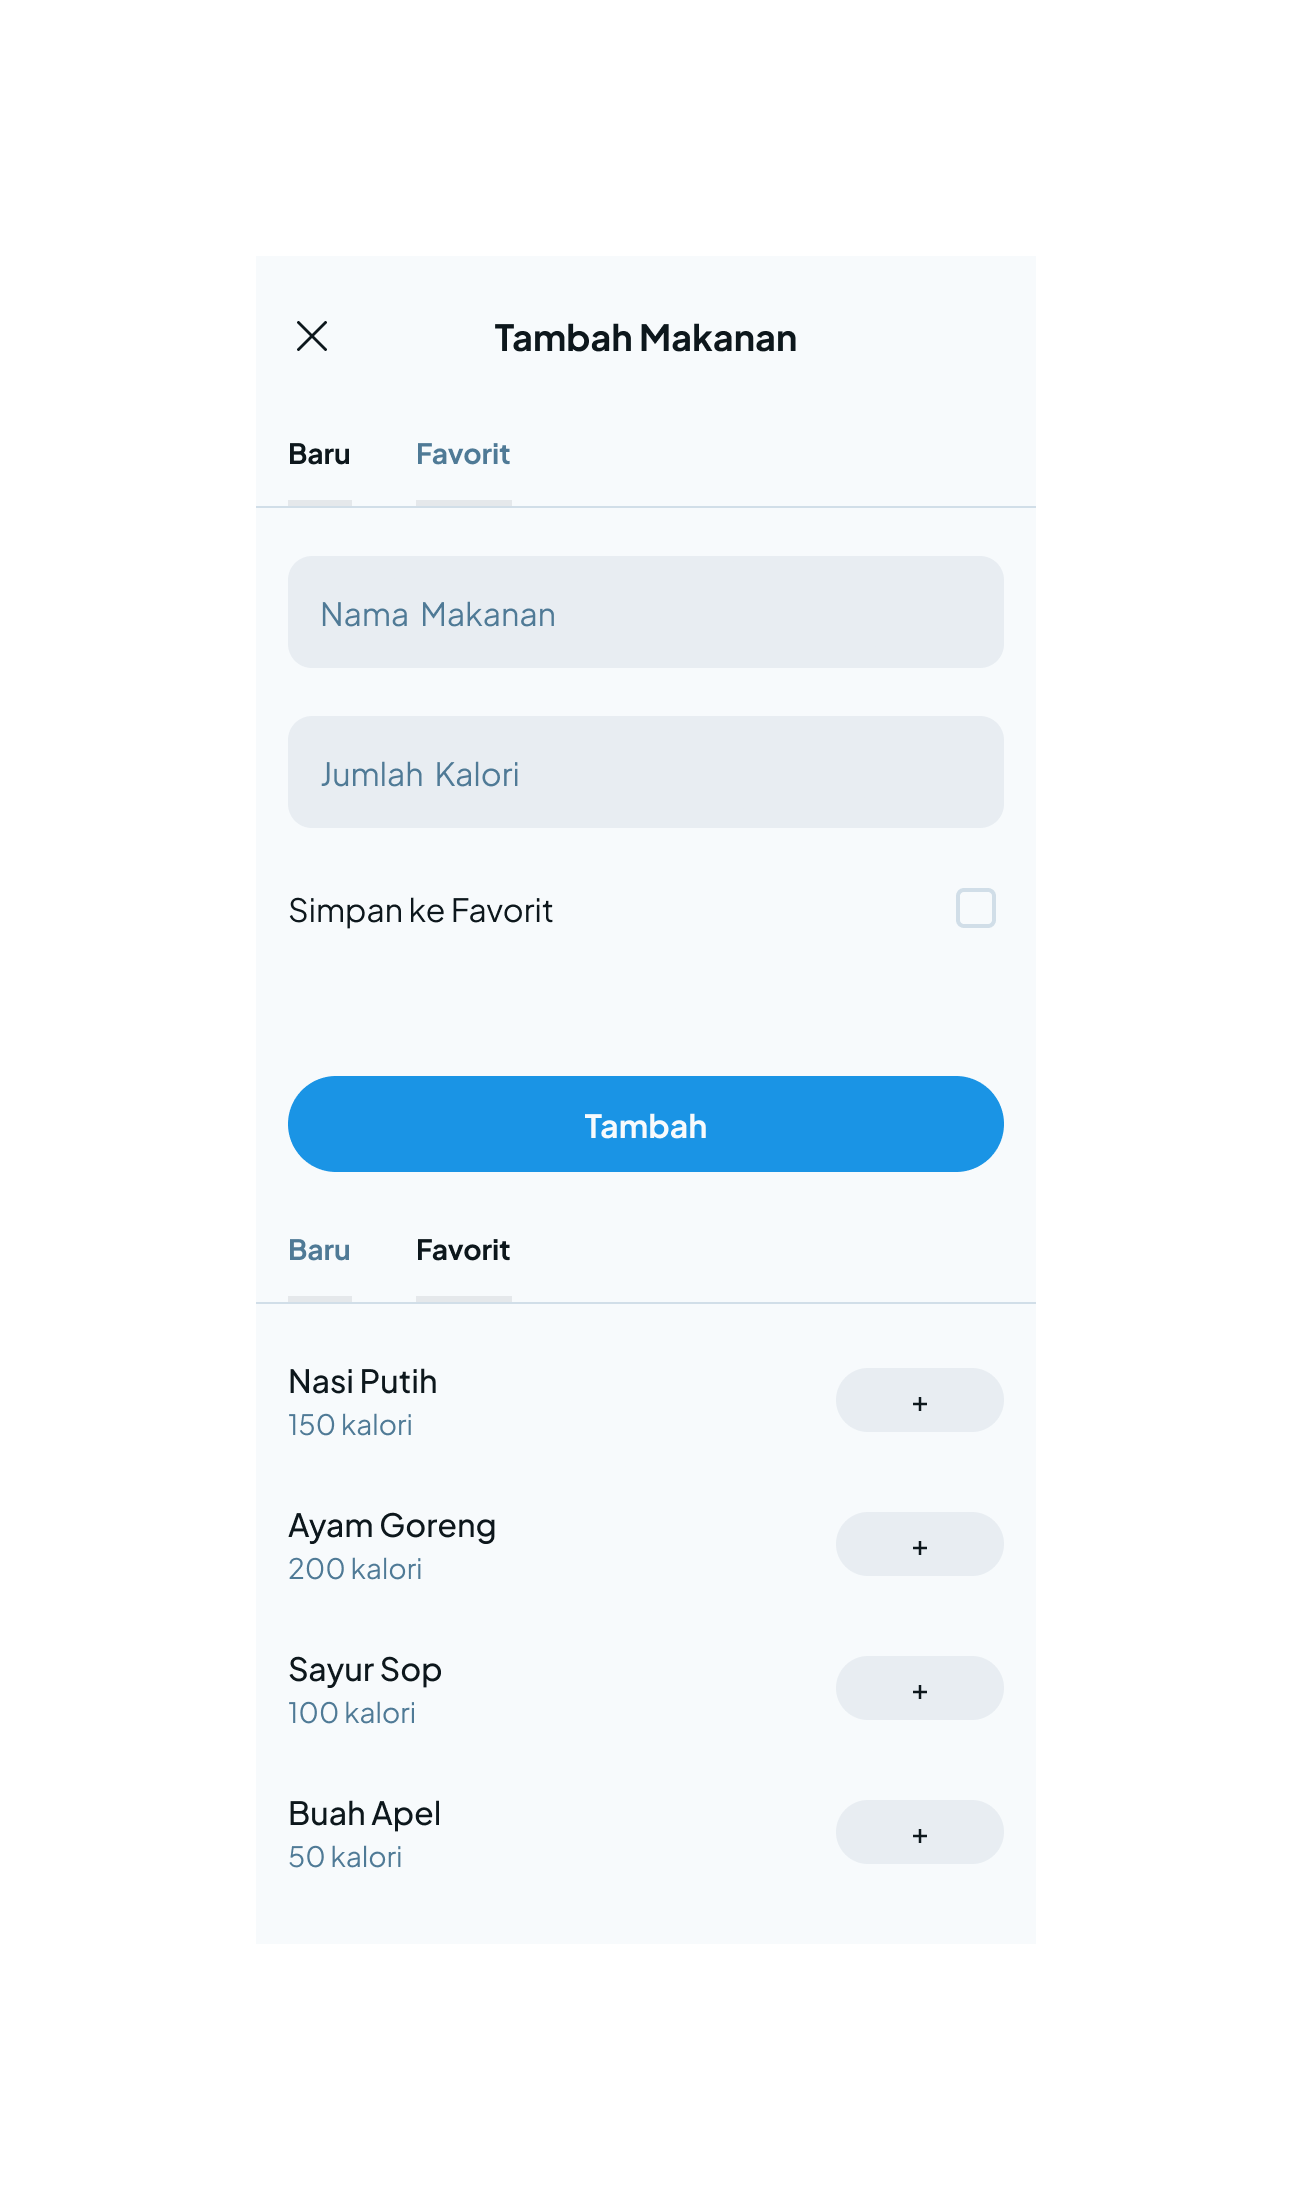 Tambah Makanan
Baru Favorit
Nama Makanan
Jumlah Kalori
Simpan ke Favorit
Tambah
Baru Favorit
Nasi Putih
150 kalori
+
Ayam Goreng
200 kalori
+
Sayur Sop
100 kalori
+
Buah Apel
50 kalori
+